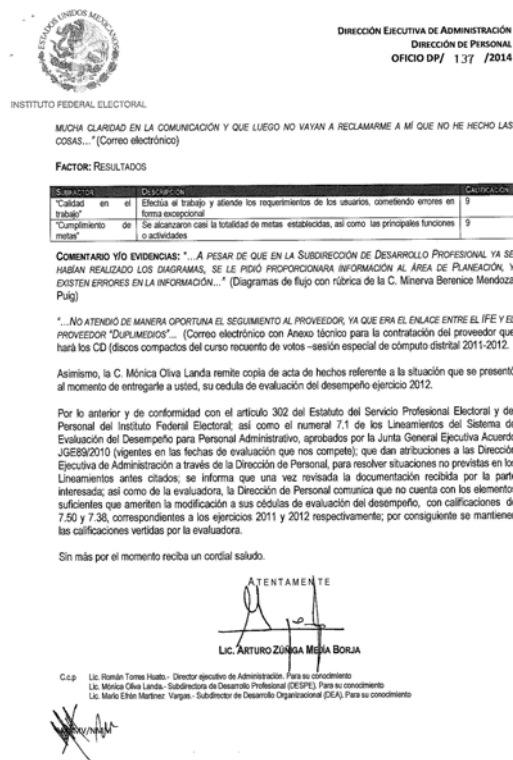 ESTADOS UNIDOS MEXICANOS
DIRECCIÓN EJECUTIVA DE ADMINISTRACIÓN
DIRECCIÓN DE PERSONAL
OFICIO DP/ 137 /2014
INSTITUTO FEDERAL ELECTORAL
MUCHA CLARIDAD EN LA COMUNICACIÓN Y QUE LUEGO NO VAYAN A RECLAMARME A MÍ QUE NO HE HECHO LAS
COSAS..." (Correo electrónico)
FACTOR: RESULTADOS
SUBFACTOR DESCRIPCIÓN CALIFICACIÓN
"Calidad en el Efectúa el trabajo y atiende los requerimientos de los usuarios, cometiendo errores en 9
trabajo" forma excepcional
"Cumplimiento de Se alcanzaron casi la totalidad de metas establecidas, así como las principales funciones 9
metas" o actividades
COMENTARIO Y/O EVIDENCIAS: "...A PESAR DE QUE EN LA SUBDIRECCIÓN DE DESARROLLO PROFESIONAL YA SE
HABÍAN REALIZADO LOS DIAGRAMAS, SE LE PIDIÓ PROPORCIONARA INFORMACIÓN AL ÁREA DE PLANEACIÓN, Y
EXISTEN ERRORES EN LA INFORMACIÓN..." (Diagramas de flujo con rúbrica de la C. Minerva Berenice Mendoza
Puig)
"...NO ATENDIÓ DE MANERA OPORTUNA EL SEGUIMIENTO AL PROVEEDOR, YA QUE ERA EL ENLACE ENTRE EL IFE Y EL
PROVEEDOR "DUPLIMEDIOS"... (Correo electrónico con Anexo técnico para la contratación del proveedor que
hará los CD (discos compactos del curso recuento de votos –sesión especial de cómputo distrital 2011-2012.
Asimismo, la C. Mónica Oliva Landa remite copia de acta de hechos referente a la situación que se presentó
al momento de entregarle a usted, su cedula de evaluación del desempeño ejercicio 2012.
Por lo anterior y de conformidad con el artículo 302 del Estatuto del Servicio Profesional Electoral y del
Personal del Instituto Federal Electoral; así como el numeral 7.1 de los Lineamientos del Sistema de
Evaluación del Desempeño para Personal Administrativo, aprobados por la Junta General Ejecutiva Acuerdo
JGE89/2010 (vigentes en las fechas de evaluación que nos compete); que dan atribuciones a las Dirección
Ejecutiva de Administración a través de la Dirección de Personal, para resolver situaciones no previstas en los
Lineamientos antes citados; se informa que una vez revisada la documentación recibida por la parte
interesada; así como de la evaluadora, la Dirección de Personal comunica que no cuenta con los elementos
suficientes que ameriten la modificación a sus cédulas de evaluación del desempeño, con calificaciones de
7.50 y 7.38, correspondientes a los ejercicios 2011 y 2012 respectivamente; por consiguiente se mantienen
las calificaciones vertidas por la evaluadora.
Sin más por el momento reciba un cordial saludo.
ATENTAMENTE
LIC. ARTURO ZÚÑIGA MEJÍA BORJA
C.c.p Lic. Román Torres Huato.- Director ejecutivo de Administración. Para su conocimiento
Lic. Mónica Oliva Landa.- Subdirectora de Desarrollo Profesional (DESPE). Para su conocimiento
Lic. Mario Efrén Martínez Vargas.- Subdirector de Desarrollo Organizacional (DEA). Para su conocimiento